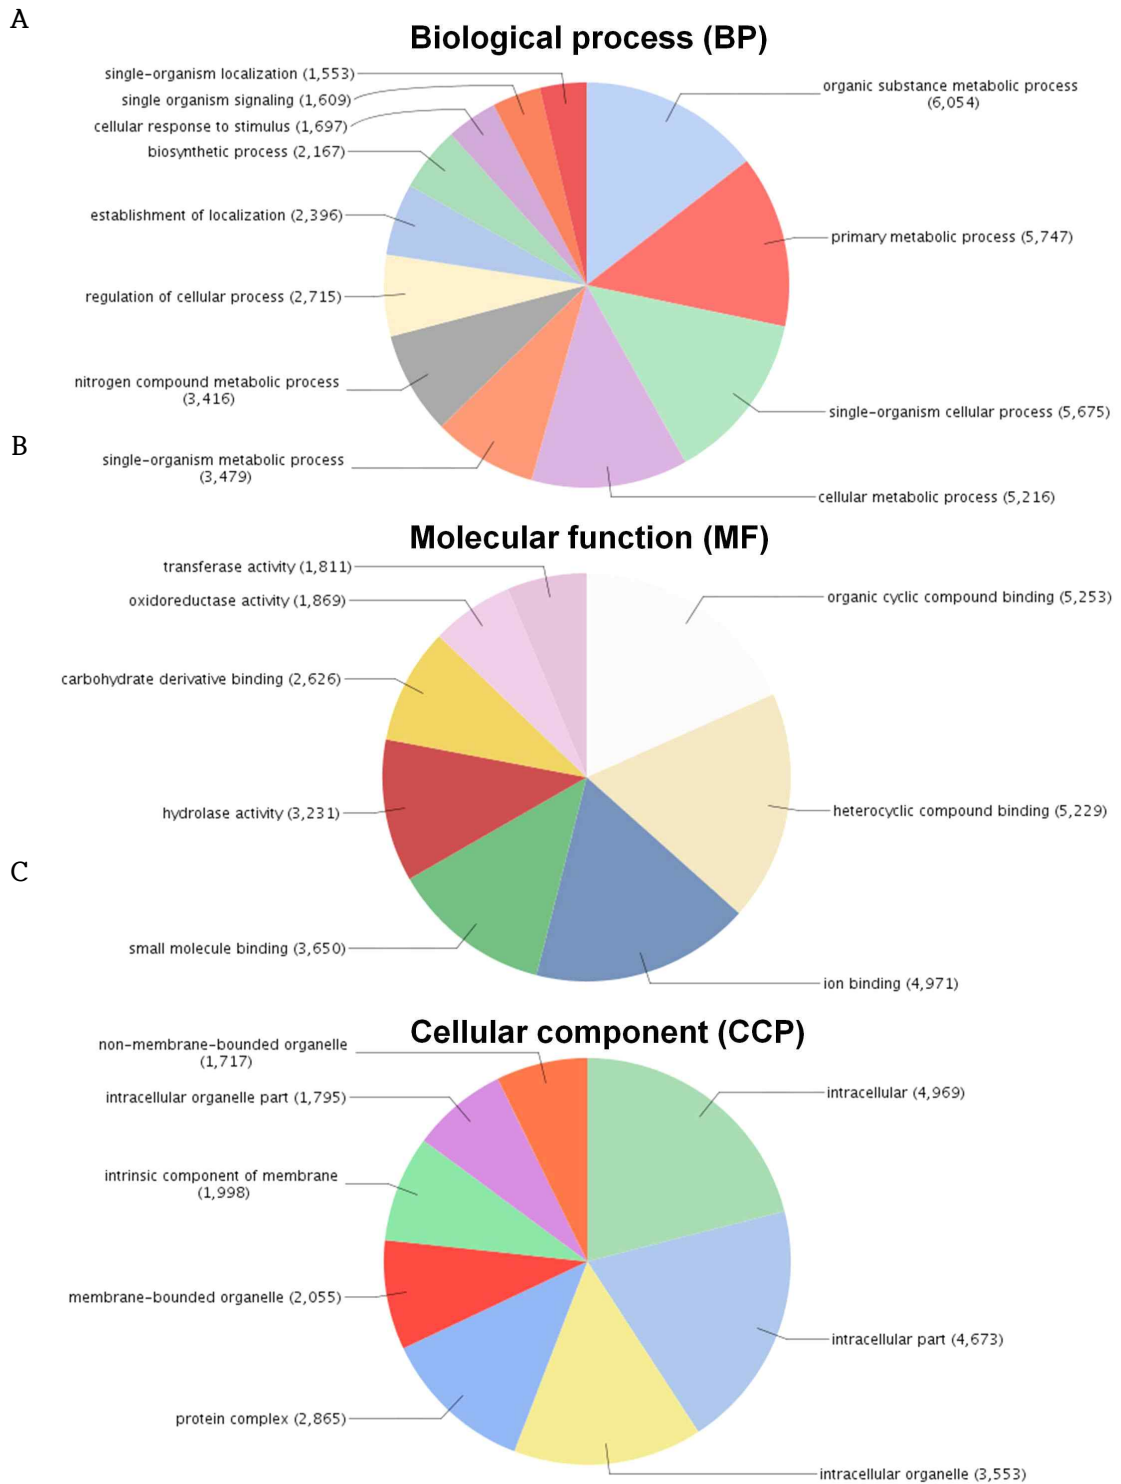 A
Biological process (BP)
single-organism localization (1,553)
single organism signaling (1,609)
cellular response to stimulus (1,697)
biosynthetic process (2,167)
establishment of localization (2,396)
regulation of cellular process (2,715)
nitrogen compound metabolic process
(3,416)
single-organism metabolic process
(3,479)
organic substance metabolic process
(6,054)
primary metabolic process (5,747)
single-organism cellular process (5,675)
cellular metabolic process (5,216)
B
Molecular function (MF)
transferase activity (1,811)
oxidoreductase activity (1,869)
carbohydrate derivative binding (2,626)
hydrolase activity (3,231)
small molecule binding (3,650)
organic cyclic compound binding (5,253)
heterocyclic compound binding (5,229)
ion binding (4,971)
C
Cellular component (CCP)
non-membrane-bounded organelle
(1,717)
intracellular organelle part (1,795)
intrinsic component of membrane
(1,998)
membrane-bounded organelle (2,055)
protein complex (2,865)
intracellular (4,969)
intracellular part (4,673)
intracellular organelle (3,553)